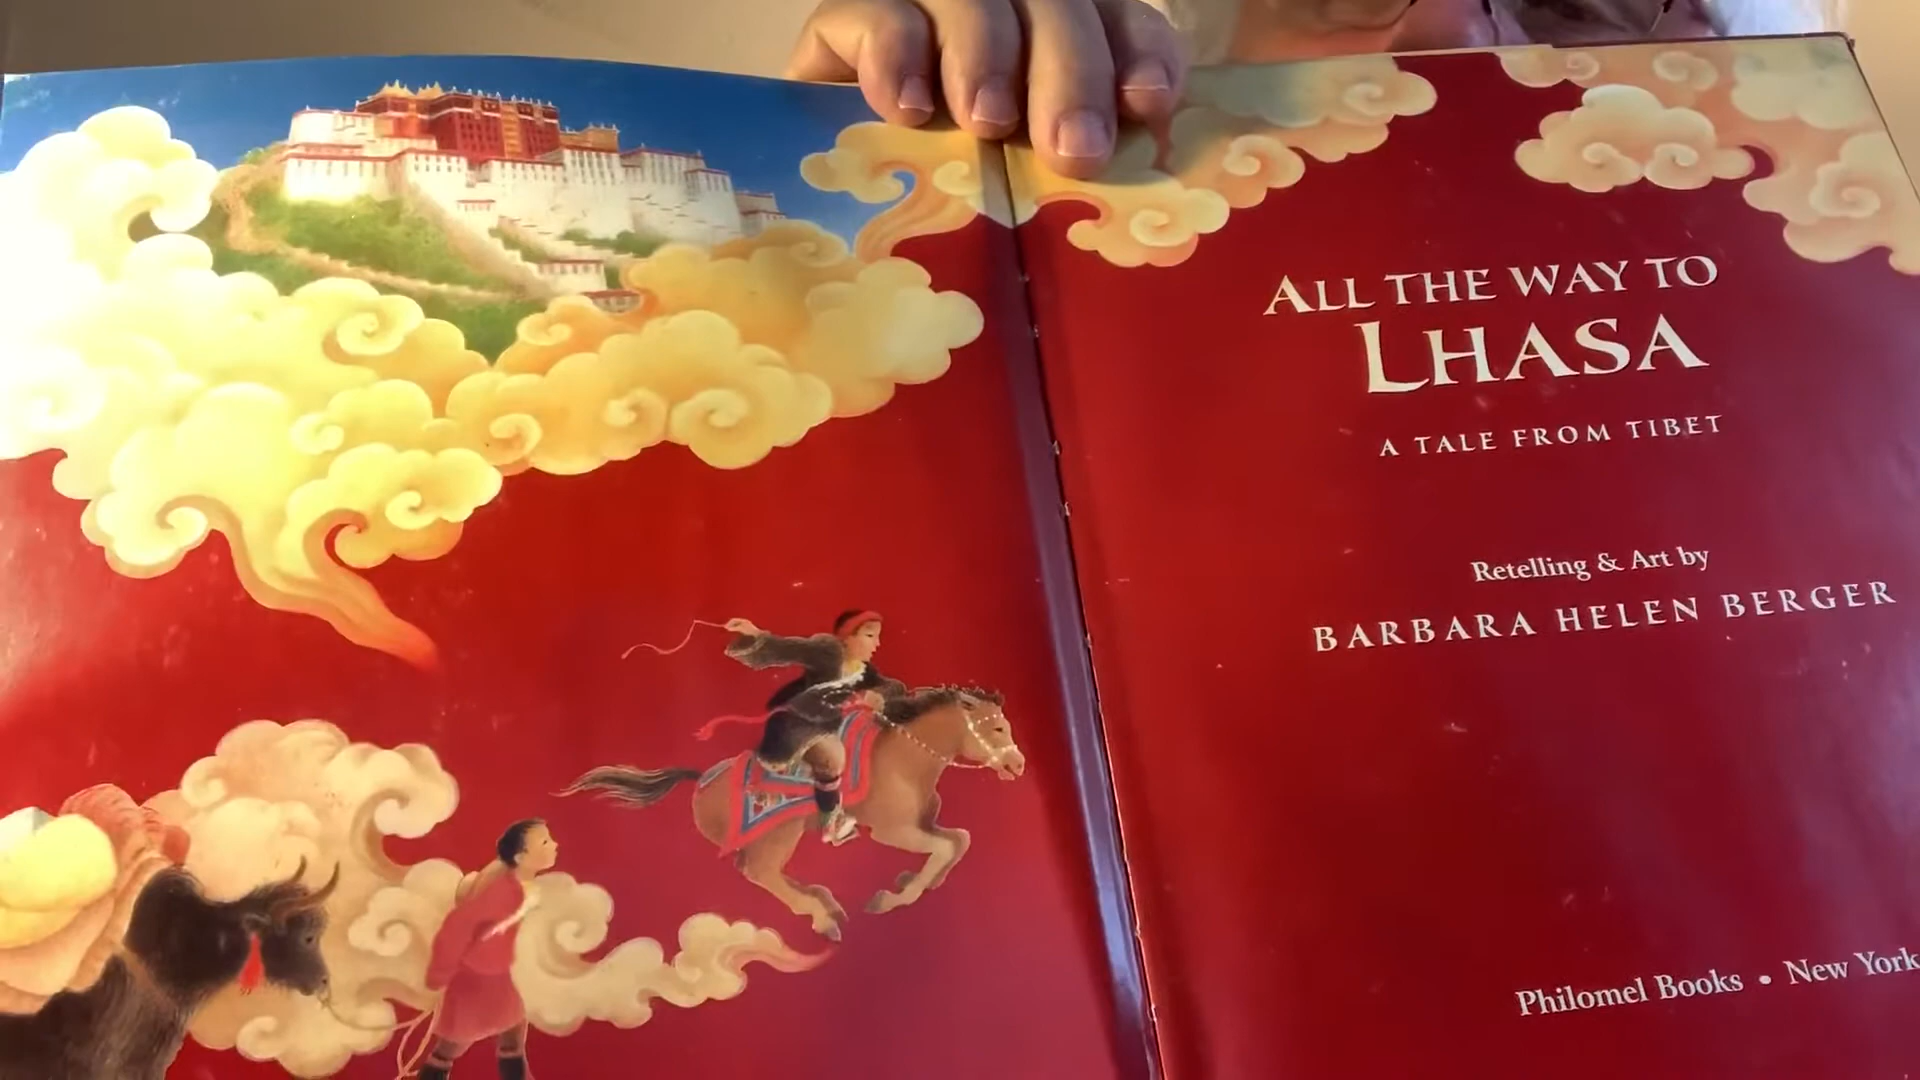 ALL THE WAY TO
LHASA
A TALE FROM TIBET
Retelling & Art by
BARBARA HELEN BERGER
Philomel Books • New York